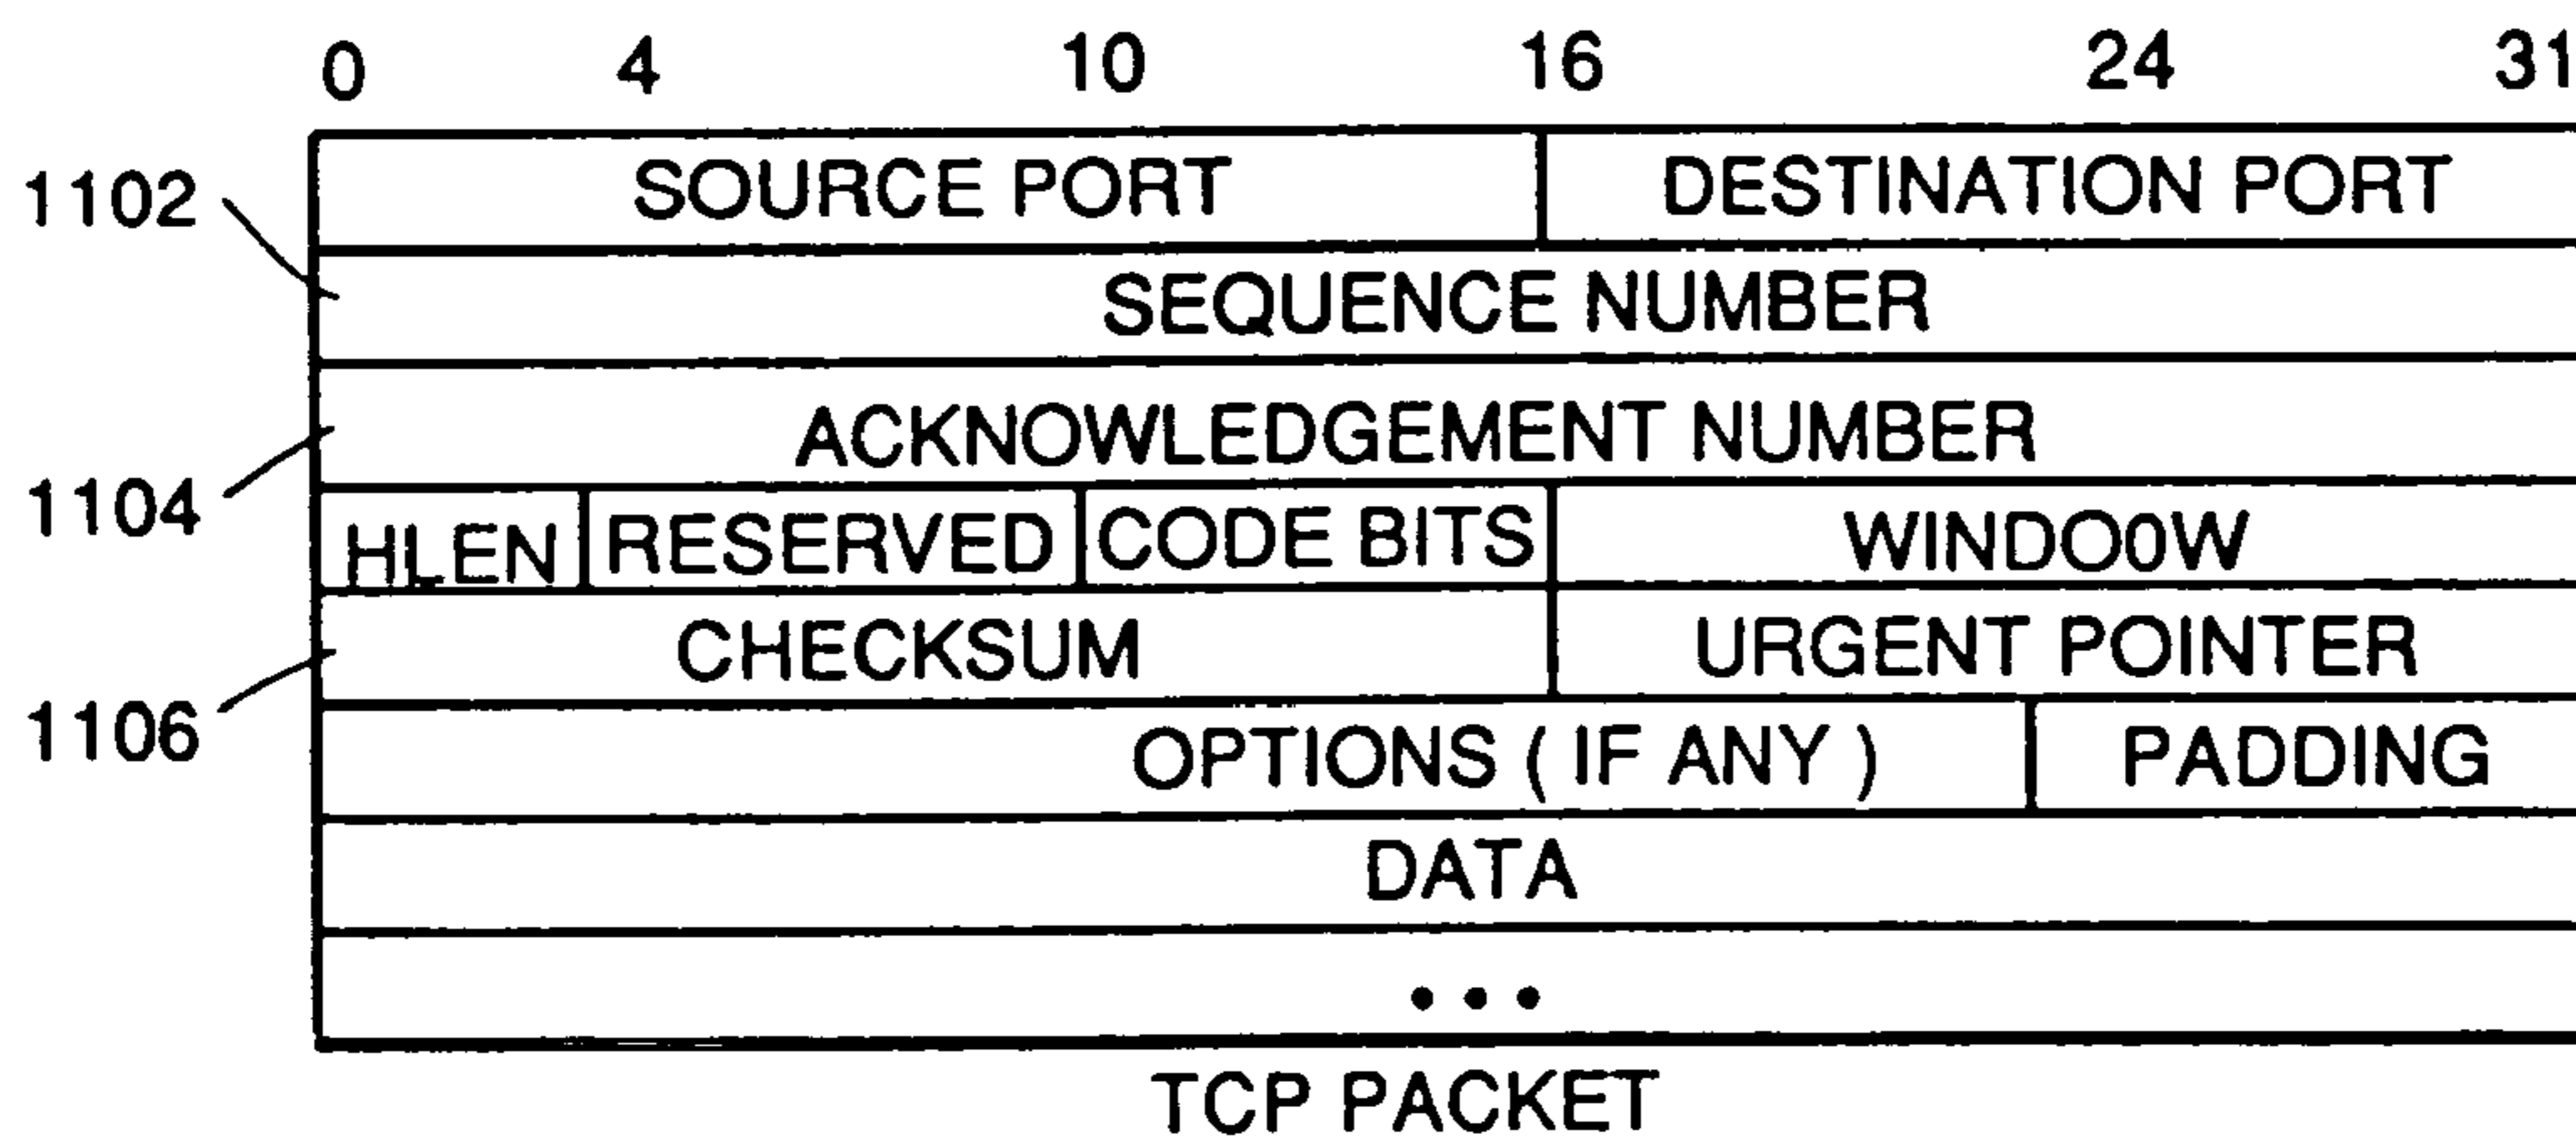 0 4 10 16 24 31
1102 SOURCE PORT DESTINATION PORT
SEQUENCE NUMBER
ACKNOWLEDGEMENT NUMBER
1104 HLEN RESERVED CODE BITS WINDO0W
CHECKSUM URGENT POINTER
1106 OPTIONS ( IF ANY ) PADDING
DATA
• • •
TCP PACKET